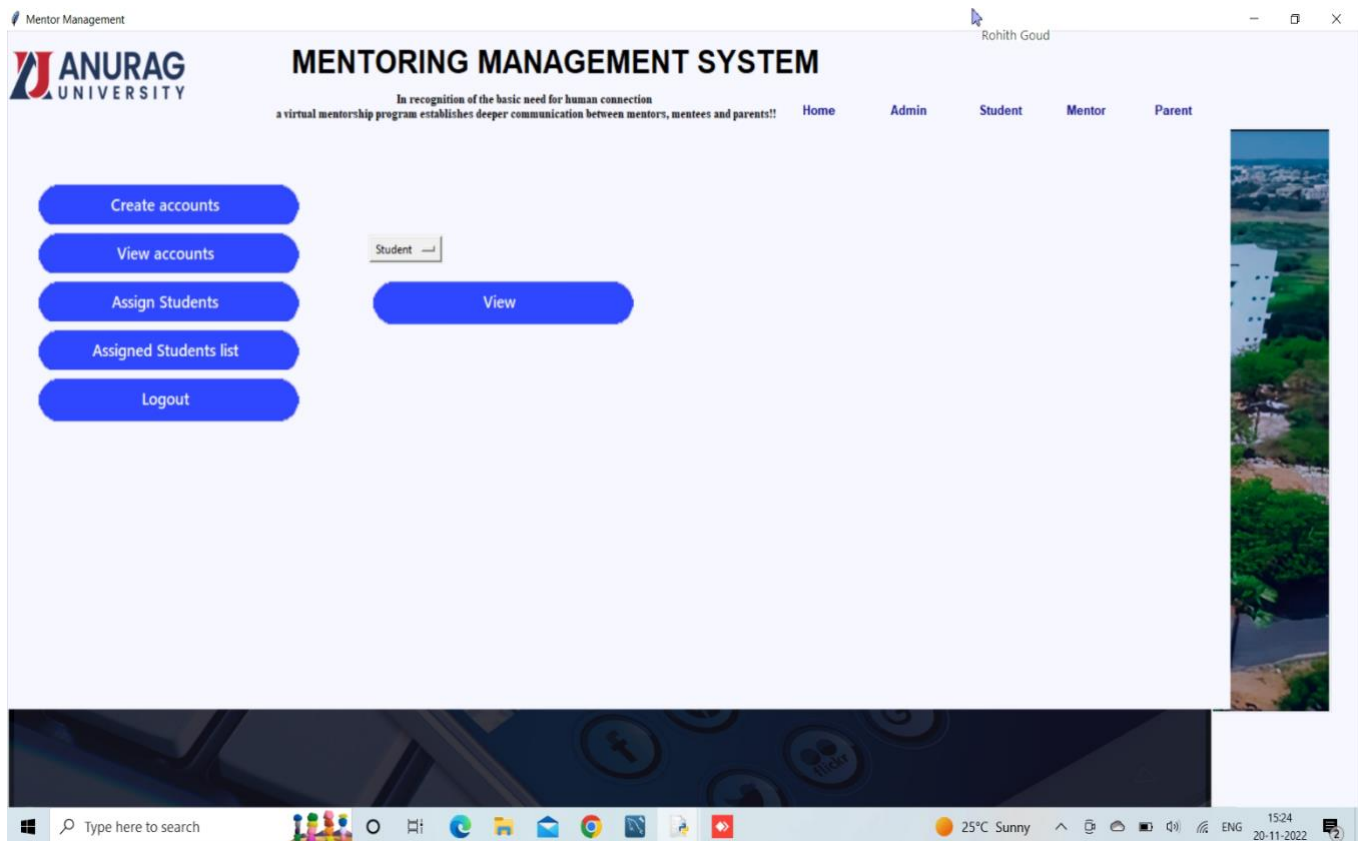 Mentor Management
Rohith Goud
ANURAG
UNIVERSITY
MENTORING MANAGEMENT SYSTEM
In recognition of the basic need for human connection
a virtual mentorship program establishes deeper communication between mentors, mentees and parents!!
Home Admin Student Mentor Parent
Create accounts
View accounts
Student
Assign Students
View
Assigned Students list
Logout
flickr
Type here to search
25°C Sunny
ENG
15:24
20-11-2022
2